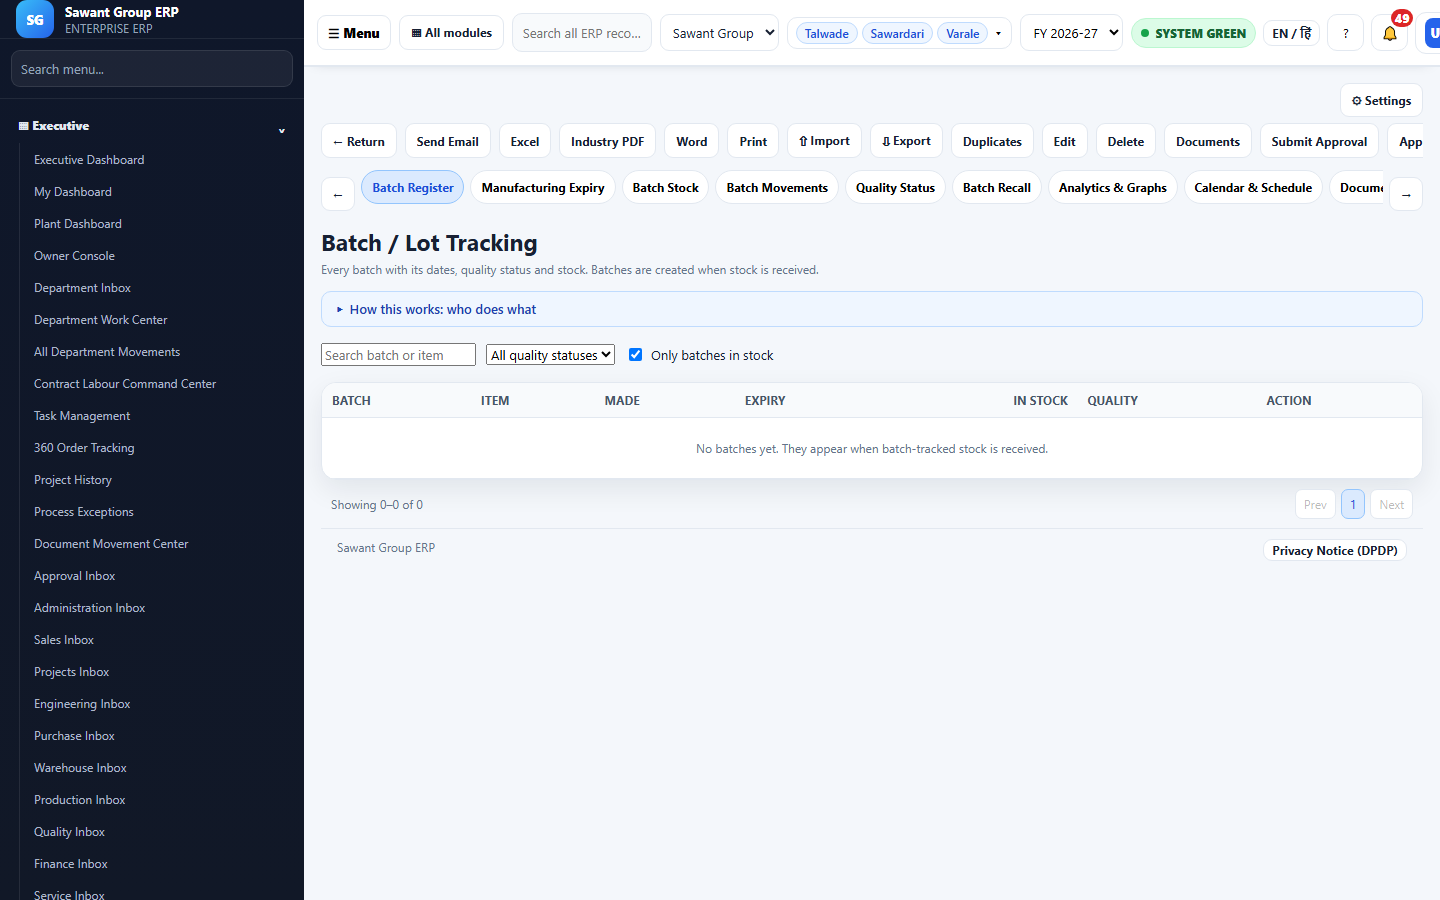 SG
Sawant Group ERP
ENTERPRISE ERP
Search menu...
Executive
Executive Dashboard
My Dashboard
Plant Dashboard
Owner Console
Department Inbox
Department Work Center
All Department Movements
Contract Labour Command Center
Task Management
360 Order Tracking
Project History
Process Exceptions
Document Movement Center
Approval Inbox
Administration Inbox
Sales Inbox
Projects Inbox
Engineering Inbox
Purchase Inbox
Warehouse Inbox
Production Inbox
Quality Inbox
Finance Inbox
Service Inbox
☰ Menu
All modules
Search all ERP reco...
Sawant Group
Talwade
Sawardari
Varale
FY 2026-27
SYSTEM GREEN
EN / हिं
?
49
U
⚙ Settings
← Return
Send Email
Excel
Industry PDF
Word
Print
⇧ Import
⇩ Export
Duplicates
Edit
Delete
Documents
Submit Approval
App
←
Batch Register
Manufacturing Expiry
Batch Stock
Batch Movements
Quality Status
Batch Recall
Analytics & Graphs
Calendar & Schedule
Docume
→
Batch / Lot Tracking
Every batch with its dates, quality status and stock. Batches are created when stock is received.
▸ How this works: who does what
Search batch or item
All quality statuses
Only batches in stock
BATCH ITEM MADE EXPIRY IN STOCK QUALITY ACTION
No batches yet. They appear when batch-tracked stock is received.
Showing 0–0 of 0
Prev
1
Next
Sawant Group ERP
Privacy Notice (DPDP)